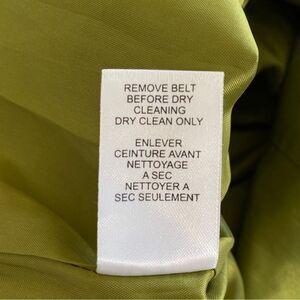 REMOVE BELT
BEFORE DRY
CLEANING
DRY CLEAN ONLY
ENLEVER
CEINTURE AVANT
NETTOYAGE
A SEC
NETTOYER A
SEC SEULEMENT